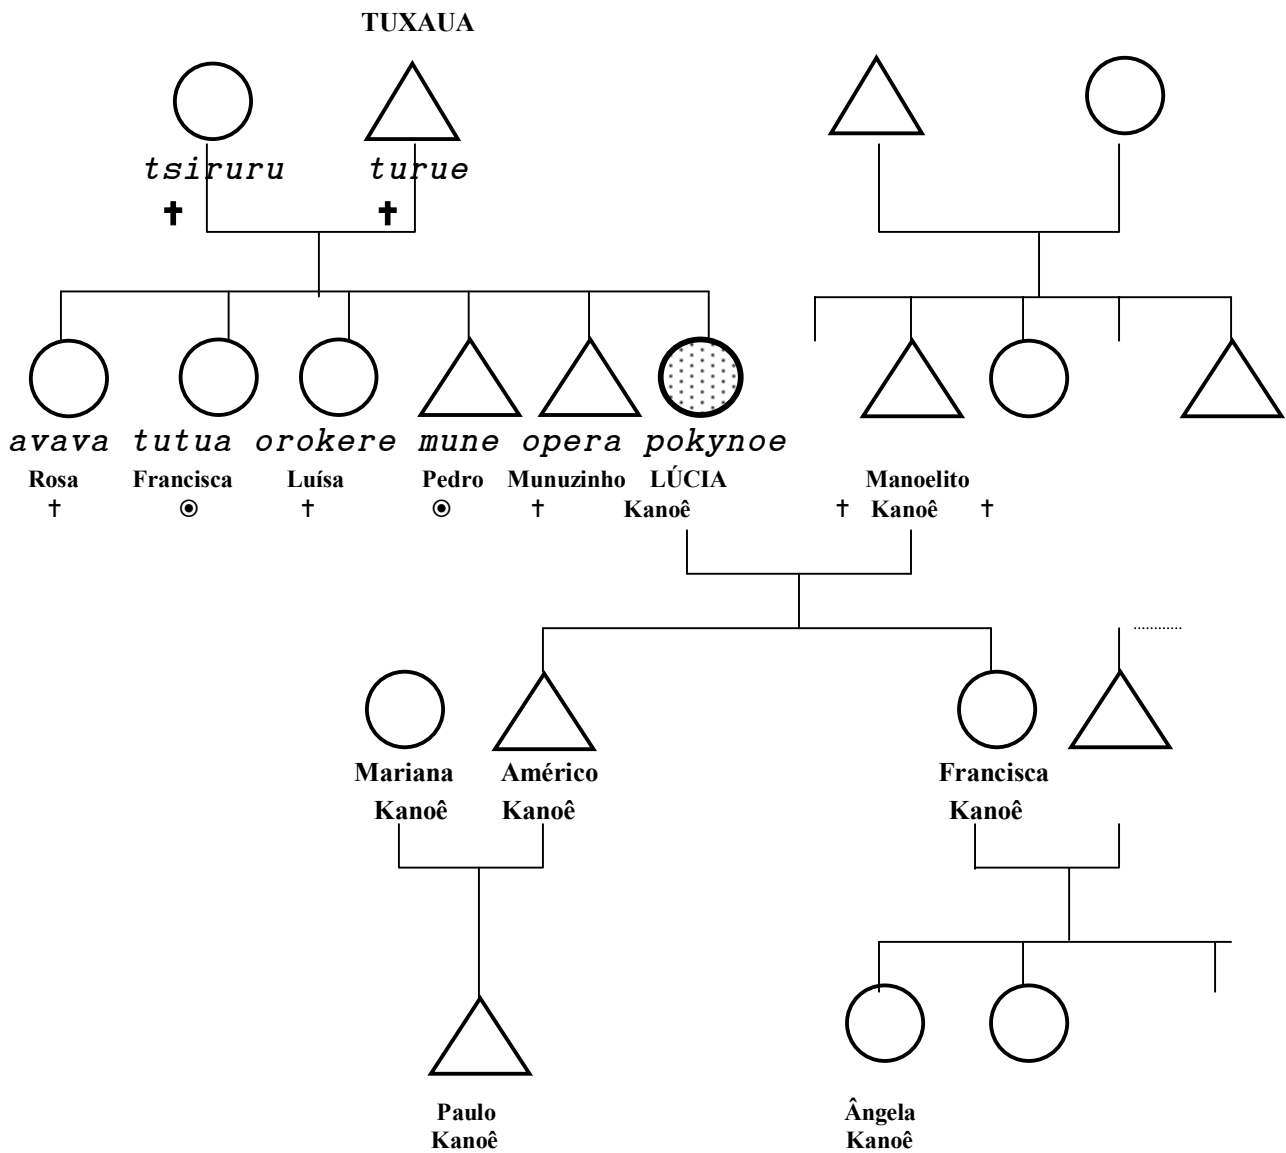 TUXAUA
tsiruru turue
✝ ✝
avava tutua orokere mune opera pokynoe
Rosa Francisca Luísa Pedro Munuzinho LÚCIA Manoelito
† ⦿ † ⦿ † Kanoê † Kanoê †
Mariana Américo Francisca
Kanoê Kanoê Kanoê
Paulo Ângela
Kanoê Kanoê